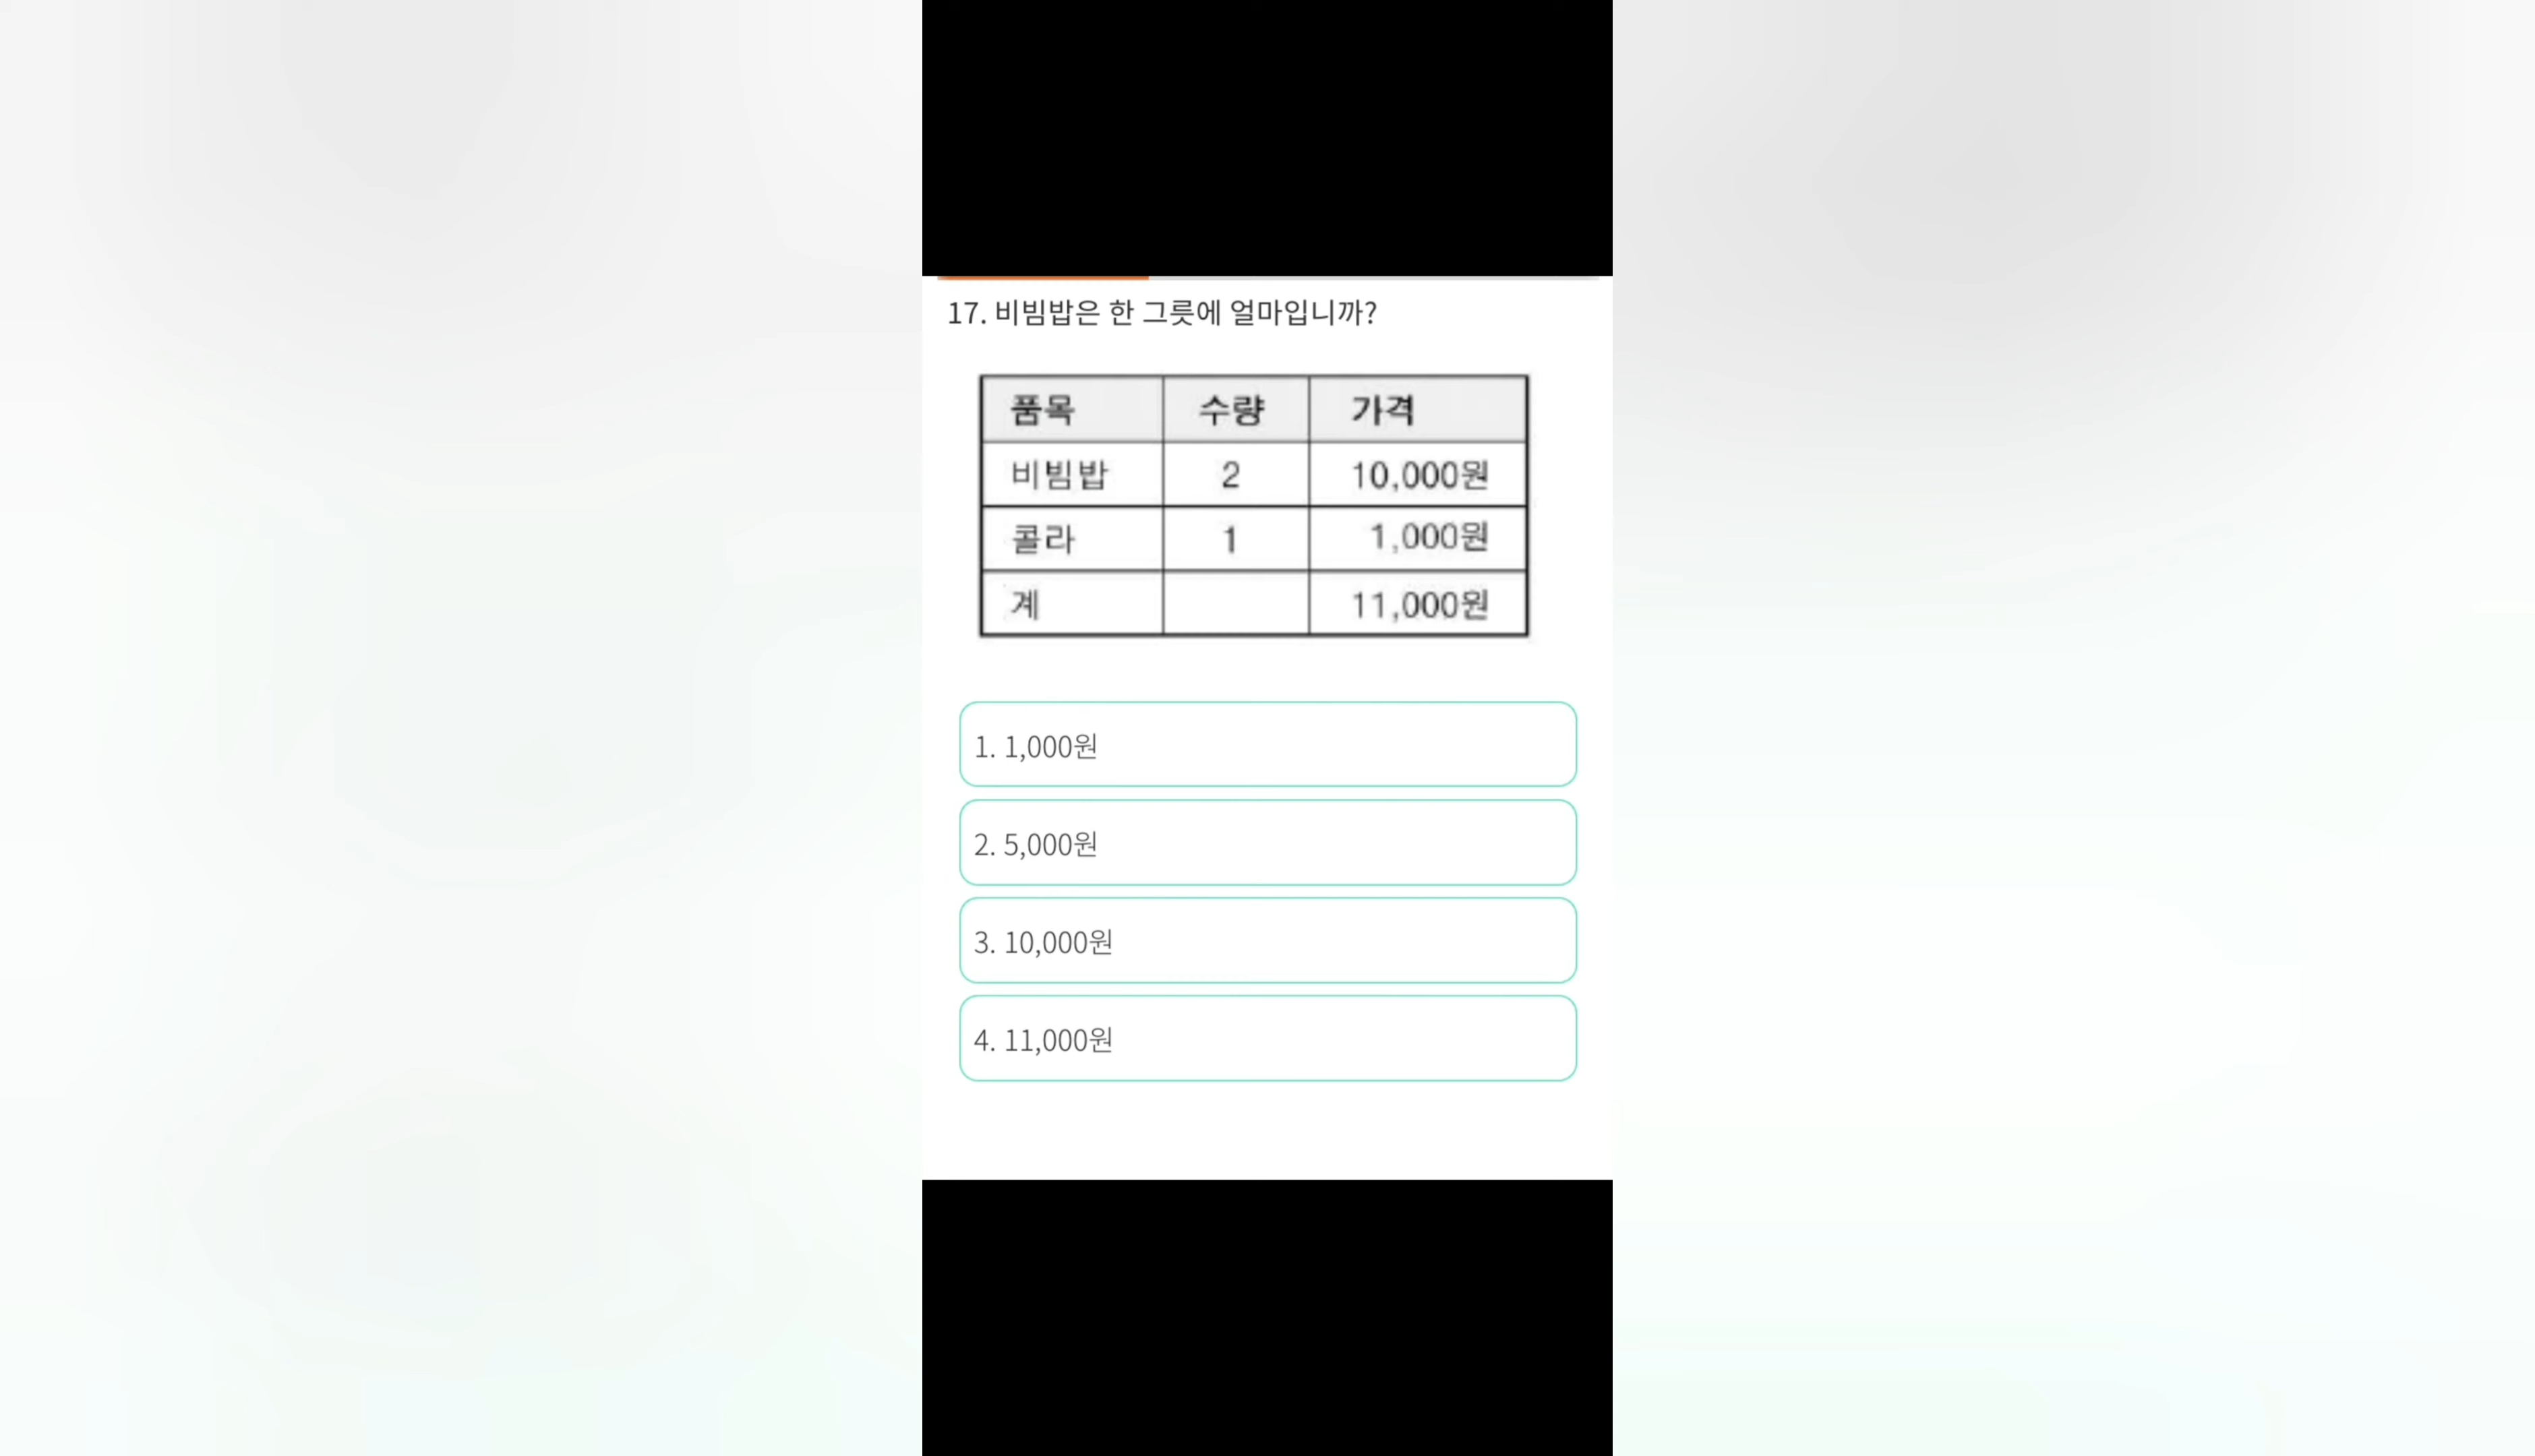 17. 비빔밥은 한 그릇에 얼마입니까?
품목 수량 가격
비빔밥 2 10,000원
콜라 1 1,000원
계 11,000원
1. 1,000원
2. 5,000원
3. 10,000원
4. 11,000원